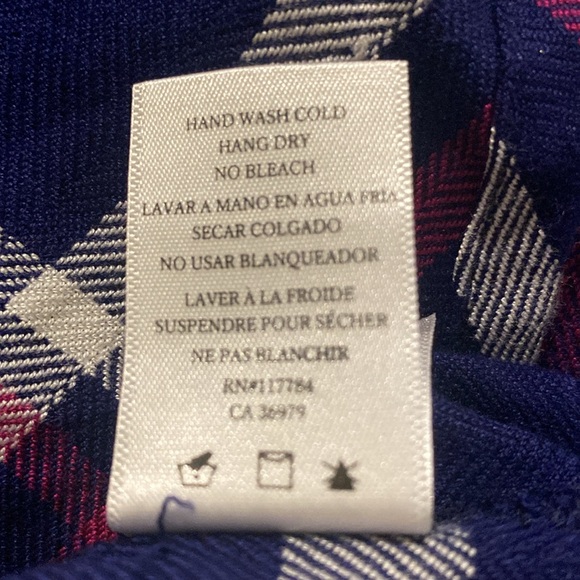 HAND WASH COLD
HANG DRY
NO BLEACH
LAVAR A MANO EN AGUA FRIA
SECAR COLGADO
NO USAR BLANQUEADOR
LAVER À LA FROIDE
SUSPENDRE POUR SÉCHER
NE PAS BLANCHIR
RN#117784
CA 36979